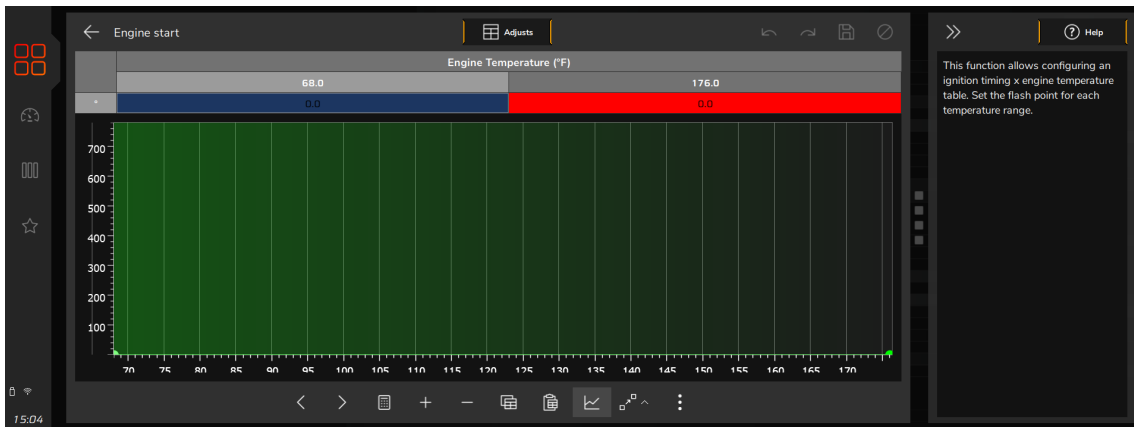 Engine start
Adjusts
Help
Engine Temperature (°F)
68.0 176.0
° 0.0 0.0
700
600
500
400
300
200
100
70 75 80 85 90 95 100 105 110 115 120 125 130 135 140 145 150 155 160 165 170
This function allows configuring an
ignition timing x engine temperature
table. Set the flash point for each
temperature range.
15:04